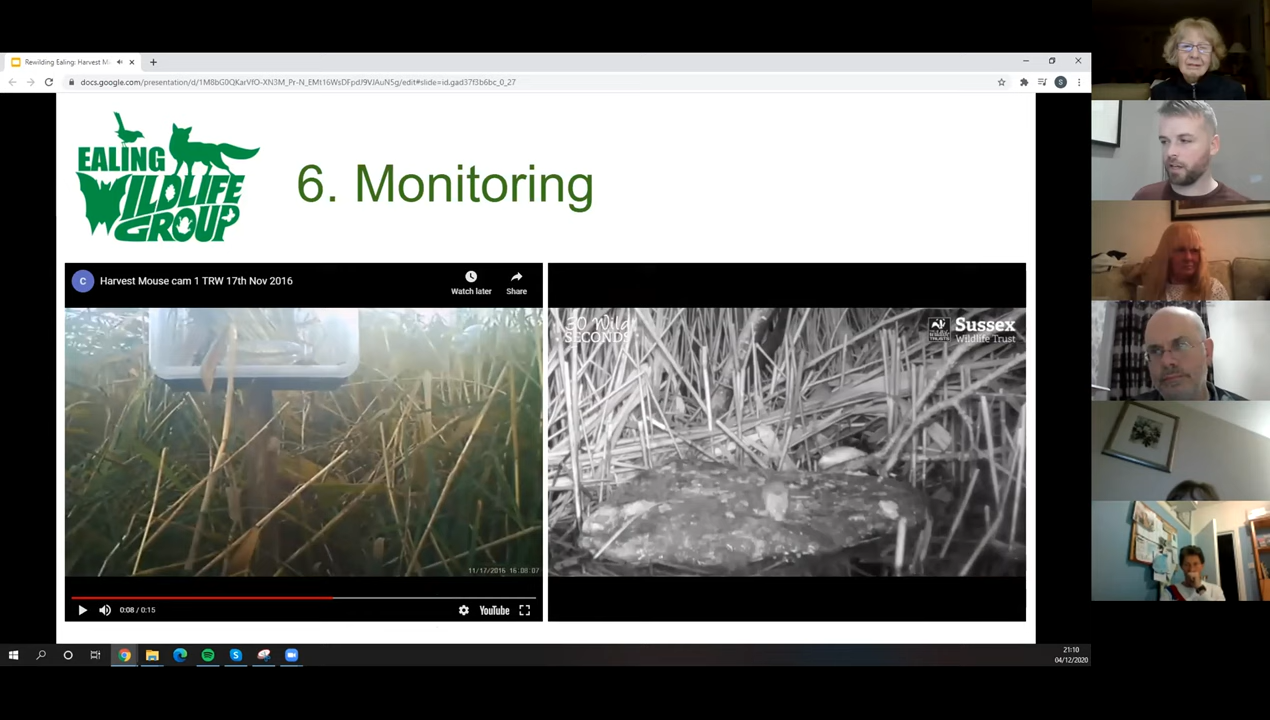 Rewilding Ealing: Harvest M
docs.google.com/presentation/d/1M8bG0QKarVfO-XN3M_Pr-N_EMt16WsDFpdJ9VJAuN5g/edit#slide=id.gad37f3b6bc_0_27
S
EALING
WILDLIFE
GROUP
6. Monitoring
C
Harvest Mouse cam 1 TRW 17th Nov 2016
Watch later
Share
30 Wild
SECONDS
Sussex
Wildlife Trust
11/17/2016 16:08:07
0:08 / 0:15
YouTube
21:10
04/12/2020